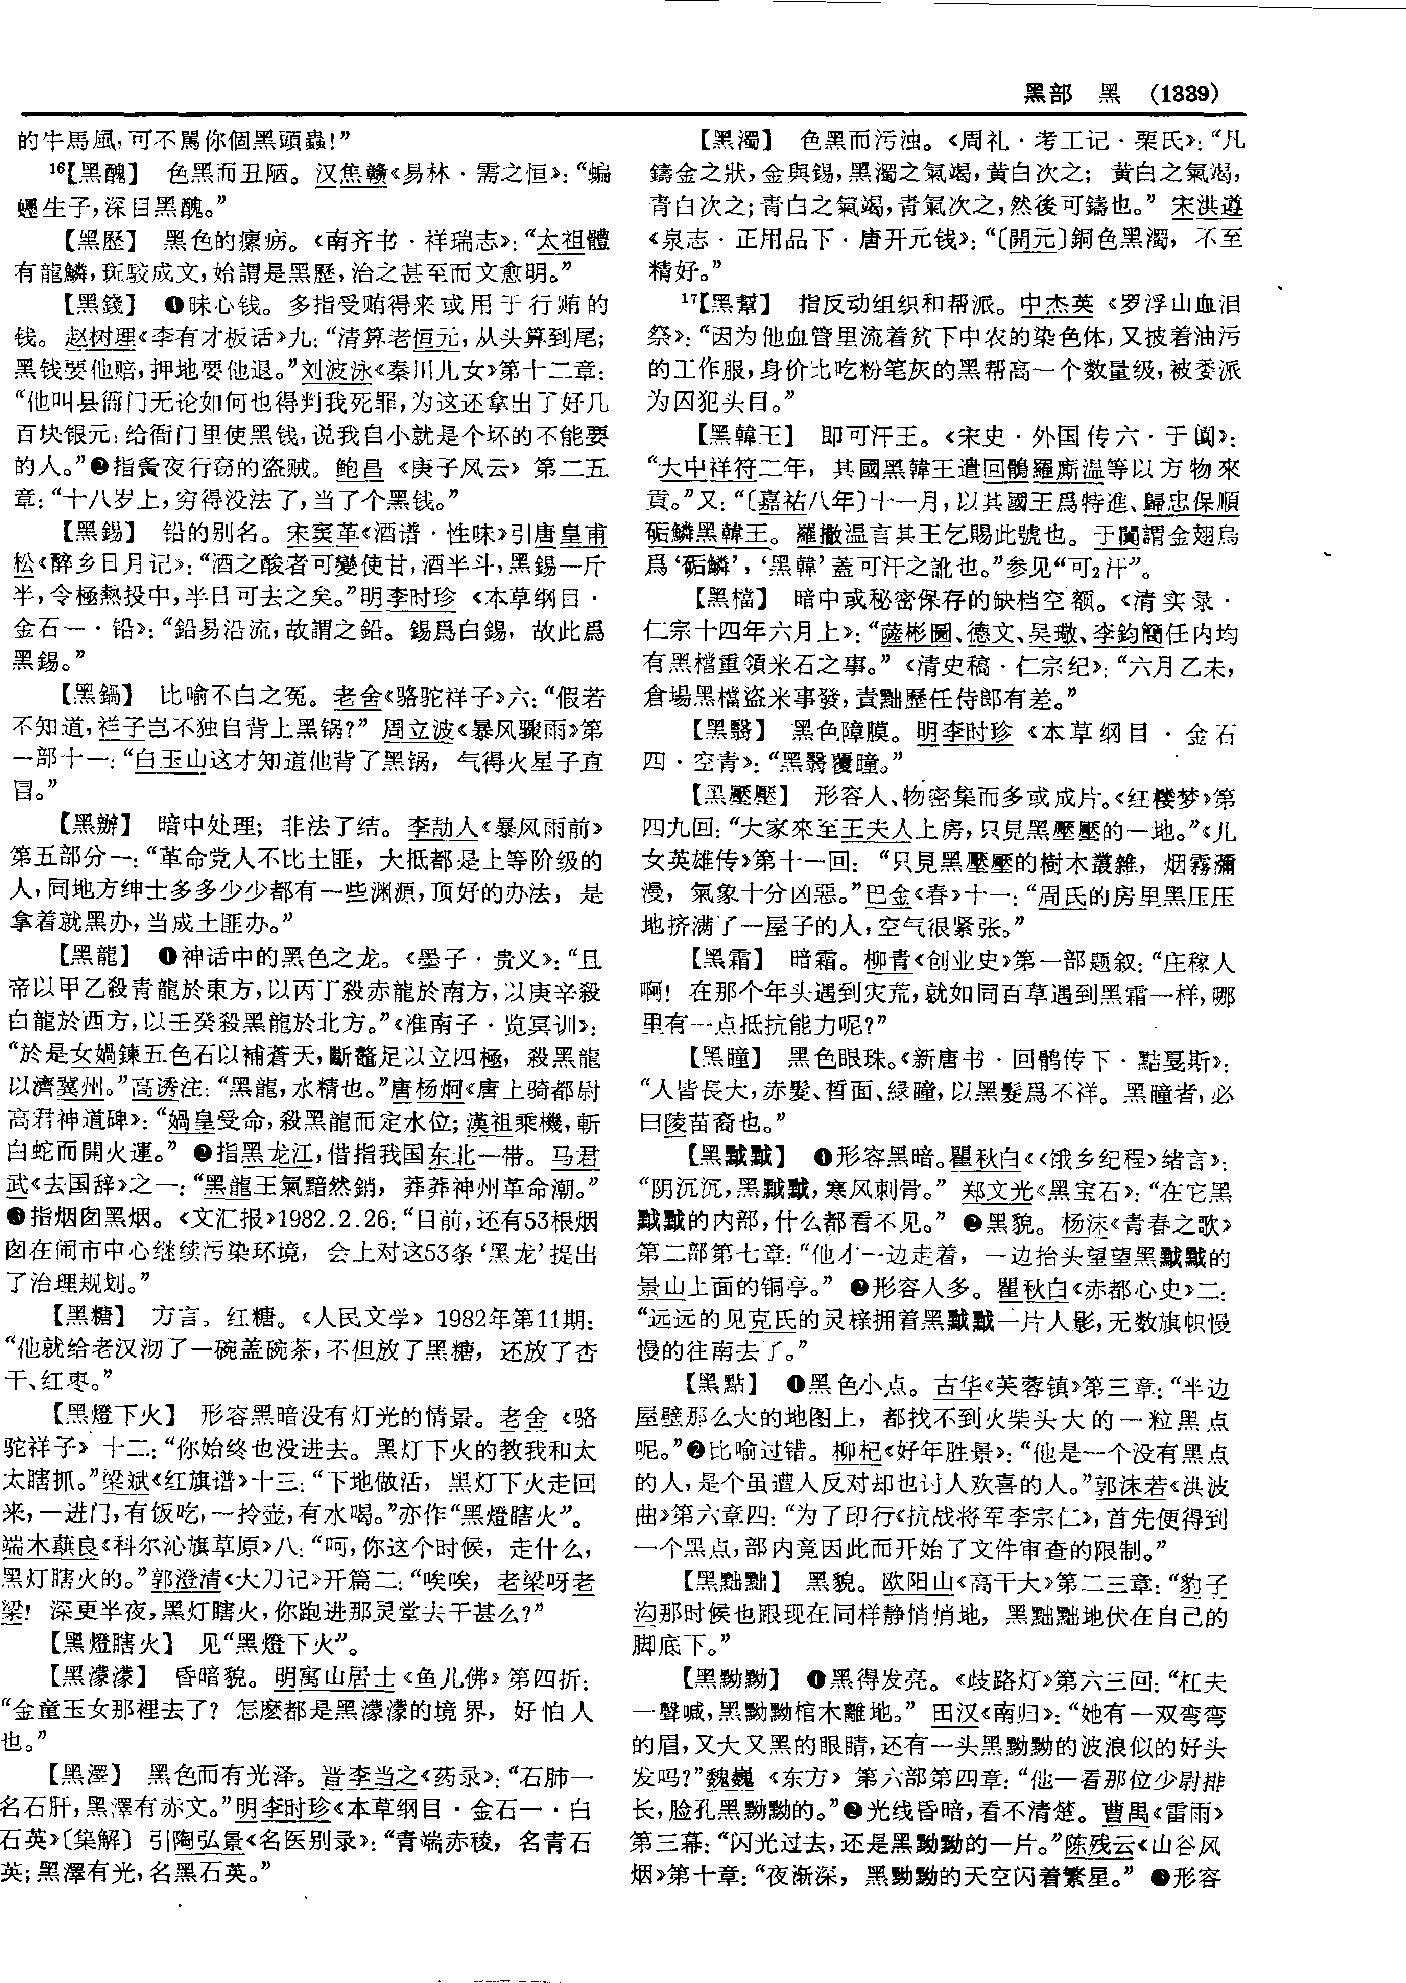 黑部 黑 (1339)
的牛馬風，可不駡你個黑頭蟲！”
16【黑醜】 色黑而丑陋。汉焦赣《易林·需之恒》：“蝙
螺生子，深目黑醜。”
【黑歷】 黑色的瘰疬。《南齐书·祥瑞志》：“太祖體
有龍鱗，斑駁成文，始謂是黑歷，治之甚至而文愈明。”
【黑錢】 ❶昧心钱。多指受贿得来或用于行贿的
钱。赵树理《李有才板话》九：“清算老恒元，从头算到尾；
黑钱要他赔，押地要他退。”刘波泳《秦川儿女》第十二章：
“他叫县衙门无论如何也得判我死罪，为这还拿出了好几
百块银元；给衙门里使黑钱，说我自小就是个坏的不能要
的人。”❷指黉夜行窃的盗贼。鲍昌《庚子风云》第二五
章：“十八岁上，穷得没法了，当了个黑钱。”
【黑錫】 铅的别名。宋窦革《酒谱·性味》引唐皇甫
松《醉乡日月记》：“酒之酸者可變使甘，酒半斗，黑錫一斤
半，令極熱投中，半日可去之矣。”明李时珍《本草纲目·
金石一·铅》：“鉛易沿流，故謂之鉛。錫爲白錫，故此爲
黑錫。”
【黑鍋】 比喻不白之冤。老舍《骆驼祥子》六：“假若
不知道，祥子岂不独自背上黑锅？”周立波《暴风骤雨》第
一部十一：“白玉山这才知道他背了黑锅，气得火星子直
冒。”
【黑辦】 暗中处理；非法了结。李劼人《暴风雨前》
第五部分一：“革命党人不比土匪，大抵都是上等阶级的
人，同地方绅士多多少少都有一些渊源，顶好的办法，是
拿着就黑办，当成土匪办。”
【黑龍】 ❶神话中的黑色之龙。《墨子·贵义》：“且
帝以甲乙殺青龍於東方，以丙丁殺赤龍於南方，以庚辛殺
白龍於西方，以壬癸殺黑龍於北方。”《淮南子·览冥训》：
“於是女媧鍊五色石以補蒼天，斷鼇足以立四極，殺黑龍
以濟冀州。”高诱注：“黑龍，水精也。”唐杨炯《唐上骑都尉
高君神道碑》：“媧皇受命，殺黑龍而定水位；漢祖乘機，斬
白蛇而開火運。”❷指黑龙江，借指我国东北一带。马君
武《去国辞》之一：“黑龍王氣黯然銷，莽莽神州革命潮。”
❸指烟囱黑烟。《文汇报》1982.2.26：“日前，还有53根烟
囱在闹市中心继续污染环境，会上对这53条‘黑龙’提出
了治理规划。”
【黑糖】 方言。红糖。《人民文学》1982年第11期：
“他就给老汉沏了一碗盖碗茶，不但放了黑糖，还放了杏
干、红枣。”
【黑燈下火】 形容黑暗没有灯光的情景。老舍《骆
驼祥子》十二：“你始终也没进去。黑灯下火的教我和太
太瞎抓。”梁斌《红旗谱》十三：“下地做活，黑灯下火走回
来，一进门，有饭吃，一拎壶，有水喝。”亦作“黑燈瞎火”。
端木蕻良《科尔沁旗草原》八：“呵，你这个时候，走什么，
黑灯瞎火的。”郭澄清《大刀记》开篇二：“唉唉，老梁呀老
梁！深更半夜，黑灯瞎火，你跑进那灵堂去干甚么？”
【黑燈瞎火】 见“黑燈下火”。
【黑濛濛】 昏暗貌。明寓山居士《鱼儿佛》第四折：
“金童玉女那裡去了？怎麽都是黑濛濛的境界，好怕人
也。”
【黑澤】 黑色而有光泽。晋李当之《药录》：“石肺一
名石肝，黑澤有赤文。”明李时珍《本草纲目·金石一·白
石英》〔集解〕引陶弘景《名医别录》：“青端赤稜，名青石
英；黑澤有光，名黑石英。”
【黑濁】 色黑而污浊。《周礼·考工记·栗氏》：“凡
鑄金之狀，金與錫，黑濁之氣竭，黄白次之；黄白之氣竭，
青白次之；青白之氣竭，青氣次之，然後可鑄也。”宋洪遵
《泉志·正用品下·唐开元钱》：“〔開元〕銅色黑濁，不至
精好。”
17【黑幫】 指反动组织和帮派。中杰英《罗浮山血泪
祭》：“因为他血管里流着贫下中农的染色体，又披着油污
的工作服，身价比吃粉笔灰的黑帮高一个数量级，被委派
为囚犯头目。”
【黑韓王】 即可汗王。《宋史·外国传六·于阗》：
“大中祥符二年，其國黑韓王遣回鶻羅廝温等以方物來
貢。”又：“〔嘉祐八年〕十一月，以其國王爲特進、歸忠保順
𥐟鱗黑韓王。羅撒温言其王乞賜此號也。于闐謂金翅烏
爲‘𥐟鱗’，‘黑韓’蓋可汗之訛也。”参见“可2汗”。
【黑檔】 暗中或秘密保存的缺档空额。《清实录·
仁宗十四年六月上》：“薩彬圖、德文、吴璥、李鈞簡任内均
有黑檔重領米石之事。”《清史稿·仁宗纪》：“六月乙未，
倉場黑檔盗米事發，責黜歷任侍郎有差。”
【黑翳】 黑色障膜。明李时珍《本草纲目·金石
四·空青》：“黑翳覆瞳。”
【黑壓壓】 形容人、物密集而多或成片。《红楼梦》第
四九回：“大家來至王夫人上房，只見黑壓壓的一地。”《儿
女英雄传》第十一回：“只見黑壓壓的樹木叢雜，烟霧瀰
漫，氣象十分凶惡。”巴金《春》十一：“周氏的房里黑压压
地挤满了一屋子的人，空气很紧张。”
【黑霜】 暗霜。柳青《创业史》第一部题叙：“庄稼人
啊！在那个年头遇到灾荒，就如同百草遇到黑霜一样，哪
里有一点抵抗能力呢？”
【黑瞳】 黑色眼珠。《新唐书·回鹘传下·黠戛斯》：
“人皆長大，赤髮、晳面、緑瞳，以黑髮爲不祥。黑瞳者，必
曰陵苗裔也。”
【黑黢黢】 ❶形容黑暗。瞿秋白《〈饿乡纪程〉绪言》：
“阴沉沉，黑黢黢，寒风刺骨。”郑文光《黑宝石》：“在它黑
黢黢的内部，什么都看不见。”❷黑貌。杨沫《青春之歌》
第二部第七章：“他才一边走着，一边抬头望望黑黢黢的
景山上面的铜亭。”❷形容人多。瞿秋白《赤都心史》二：
“远远的见克氏的灵榇拥着黑黢黢一片人影，无数旗帜慢
慢的往南去了。”
【黑點】 ❶黑色小点。古华《芙蓉镇》第三章：“半边
屋壁那么大的地图上，都找不到火柴头大的一粒黑点
呢。”❷比喻过错。柳杞《好年胜景》：“他是一个没有黑点
的人，是个虽遭人反对却也讨人欢喜的人。”郭沫若《洪波
曲》第六章四：“为了印行《抗战将军李宗仁》，首先便得到
一个黑点，部内竟因此而开始了文件审查的限制。”
【黑黜黜】 黑貌。欧阳山《高干大》第二三章：“豹子
沟那时候也跟现在同样静悄悄地，黑黜黜地伏在自己的
脚底下。”
【黑黝黝】 ❶黑得发亮。《歧路灯》第六三回：“杠夫
一聲喊，黑黝黝棺木離地。”田汉《南归》：“她有一双弯弯
的眉，又大又黑的眼睛，还有一头黑黝黝的波浪似的好头
发吗？”魏巍《东方》第六部第四章：“他一看那位少尉排
长，脸孔黑黝黝的。”❷光线昏暗，看不清楚。曹禺《雷雨》
第三幕：“闪光过去，还是黑黝黝的一片。”陈残云《山谷风
烟》第十章：“夜渐深，黑黝黝的天空闪着繁星。”❸形容